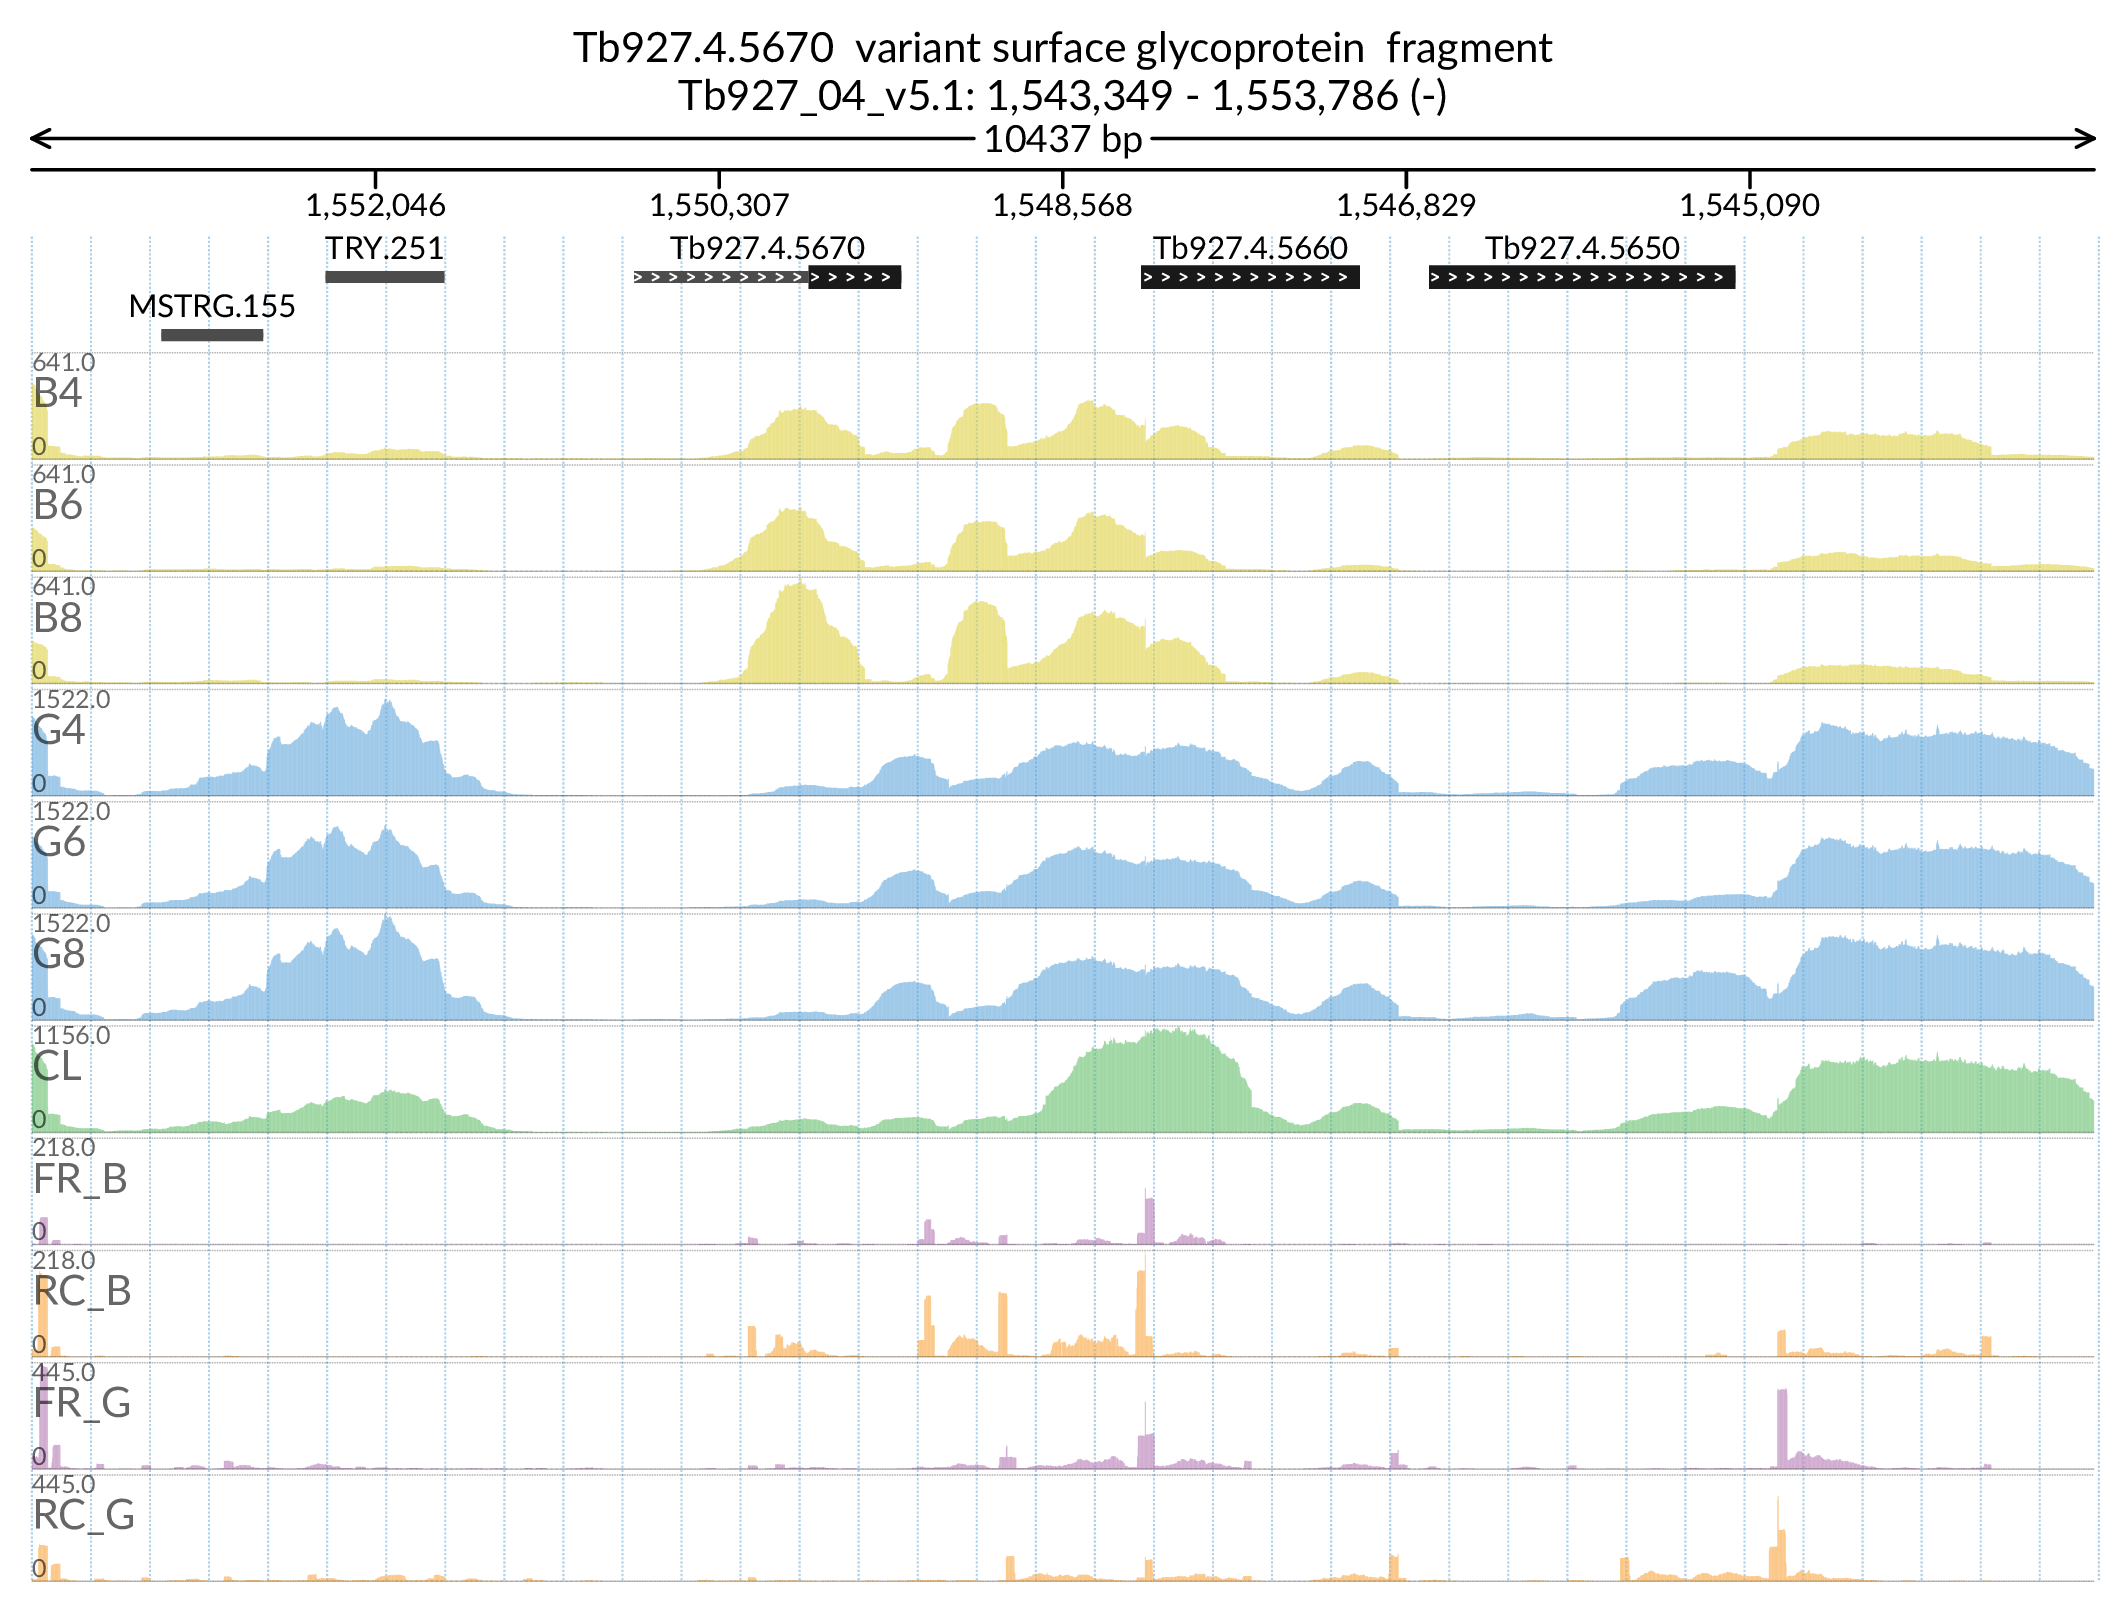 Tb927.4.5670 variant surface glycoprotein fragment
Tb927_04_v5.1: 1,543,349 - 1,553,786 (-)
10437 bp
1,552,046 1,550,307 1,548,568 1,546,829 1,545,090
TRY.251 Tb927.4.5670 Tb927.4.5660 Tb927.4.5650
MSTRG.155
641.0
B4
0
641.0
B6
0
641.0
B8
0
1522.0
G4
0
1522.0
G6
0
1522.0
G8
0
1156.0
CL
0
218.0
FR_B
0
218.0
RC_B
0
445.0
FR_G
0
445.0
RC_G
0